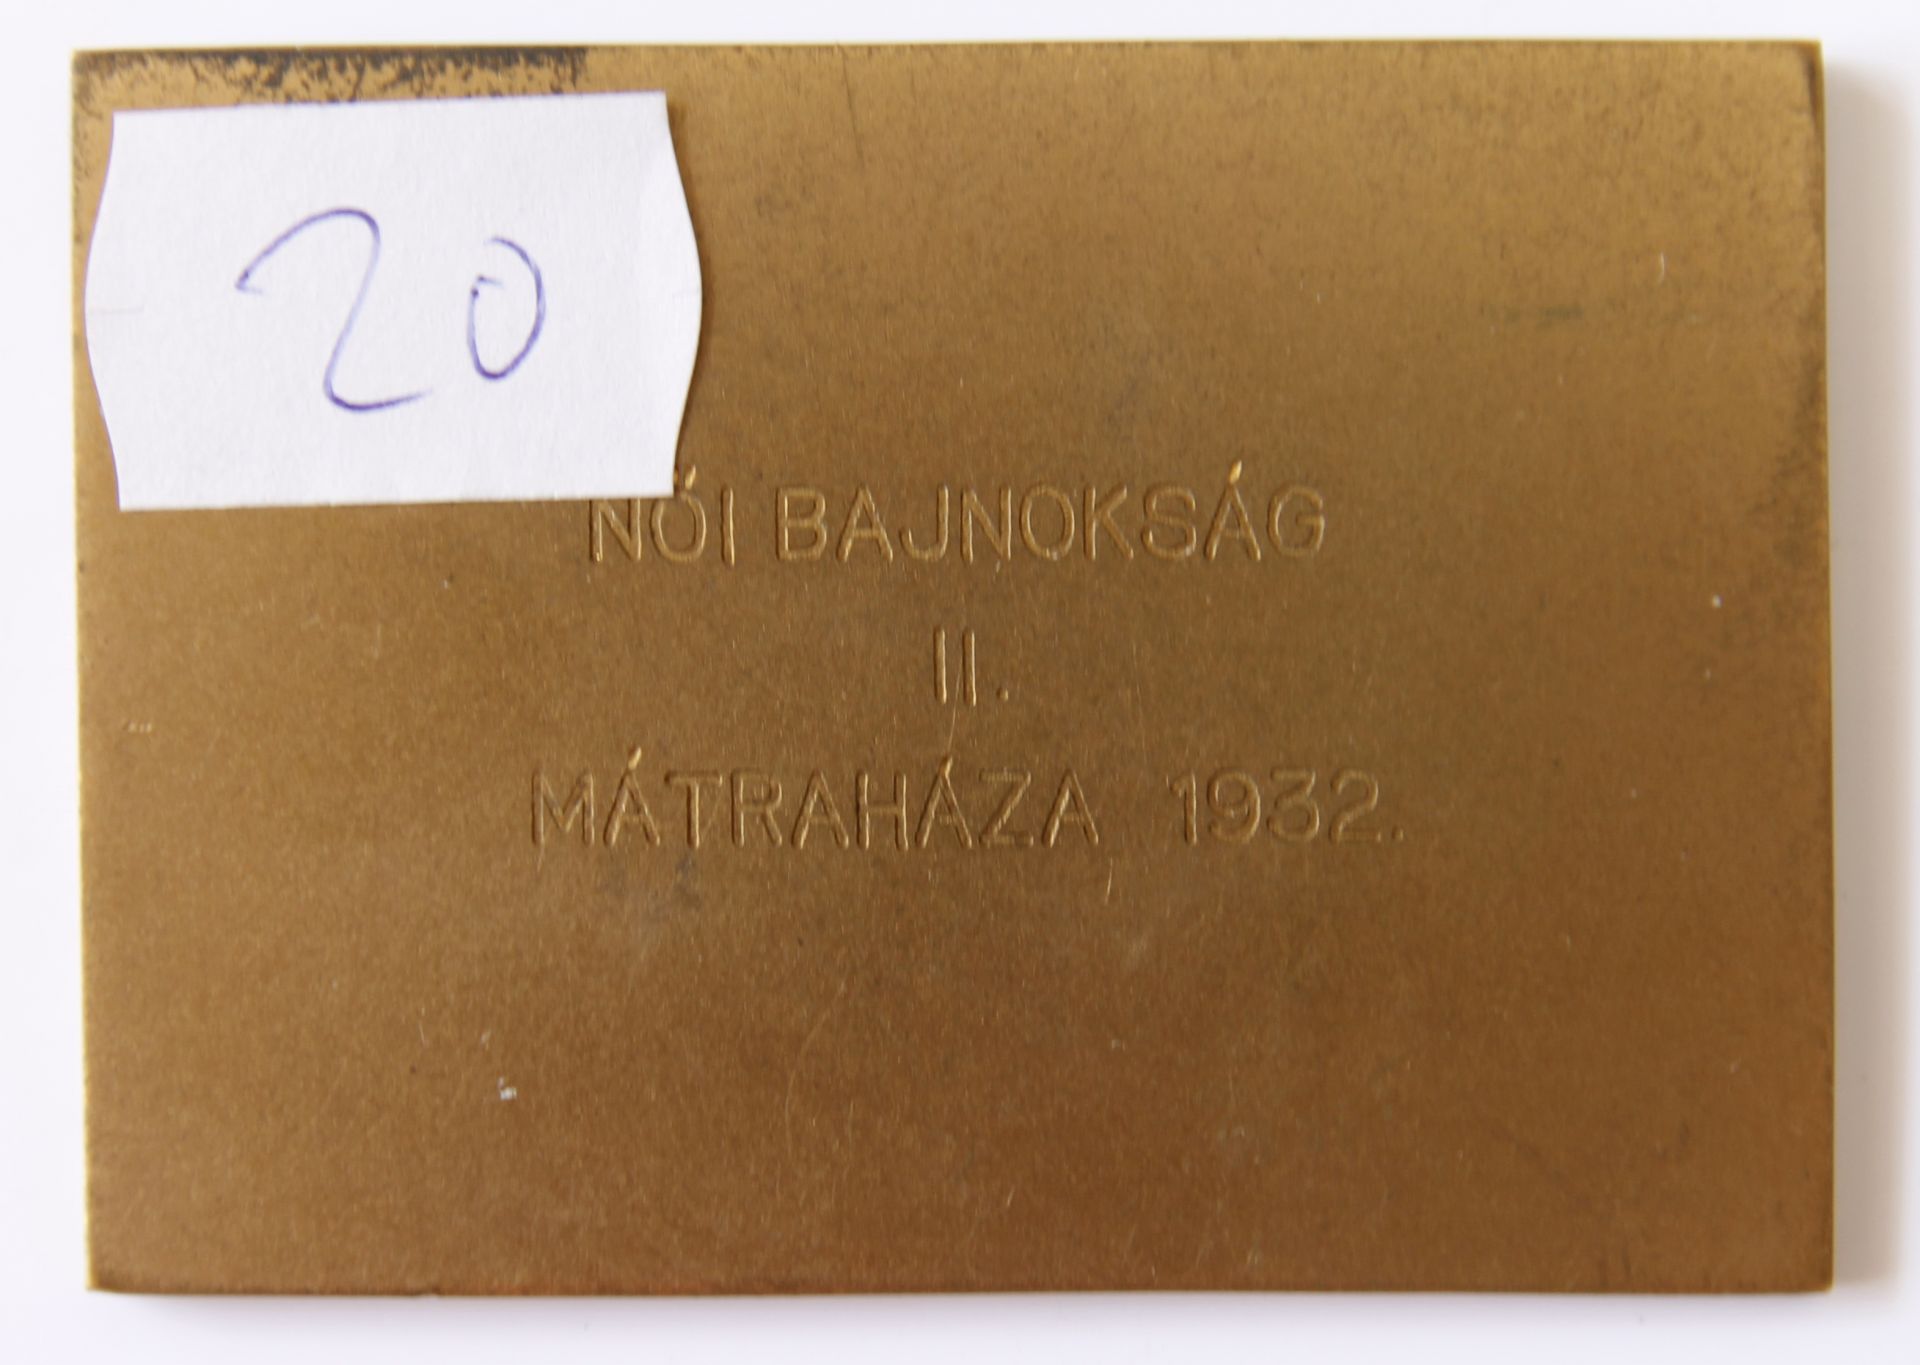 20
NŐI BAJNOKSÁG
II.
MÁTRAHÁZA 1932.